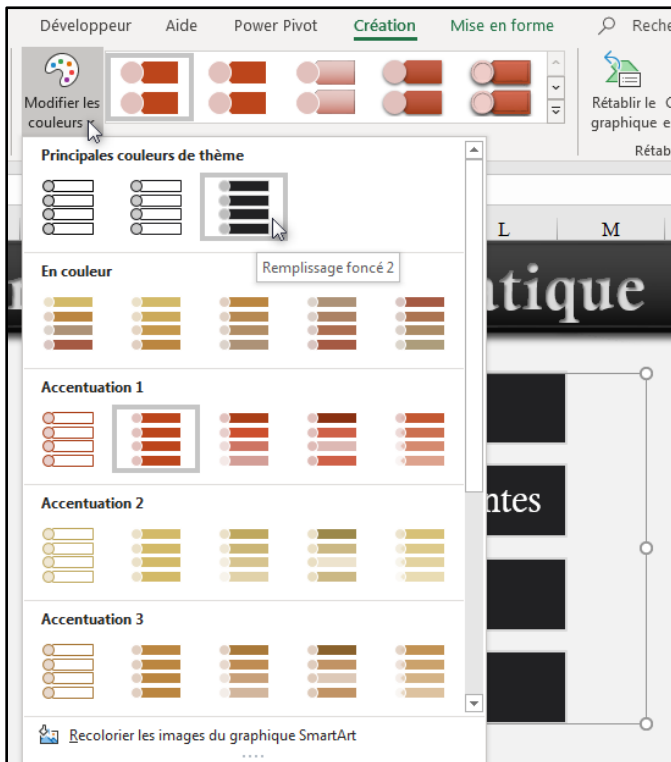 Développeur Aide Power Pivot Création Mise en forme Reche
Modifier les
couleurs
Rétablir le C
graphique e
Rétab
Principales couleurs de thème
L M
Remplissage foncé 2
tique
En couleur
Accentuation 1
ntes
Accentuation 2
Accentuation 3
Recolorier les images du graphique SmartArt